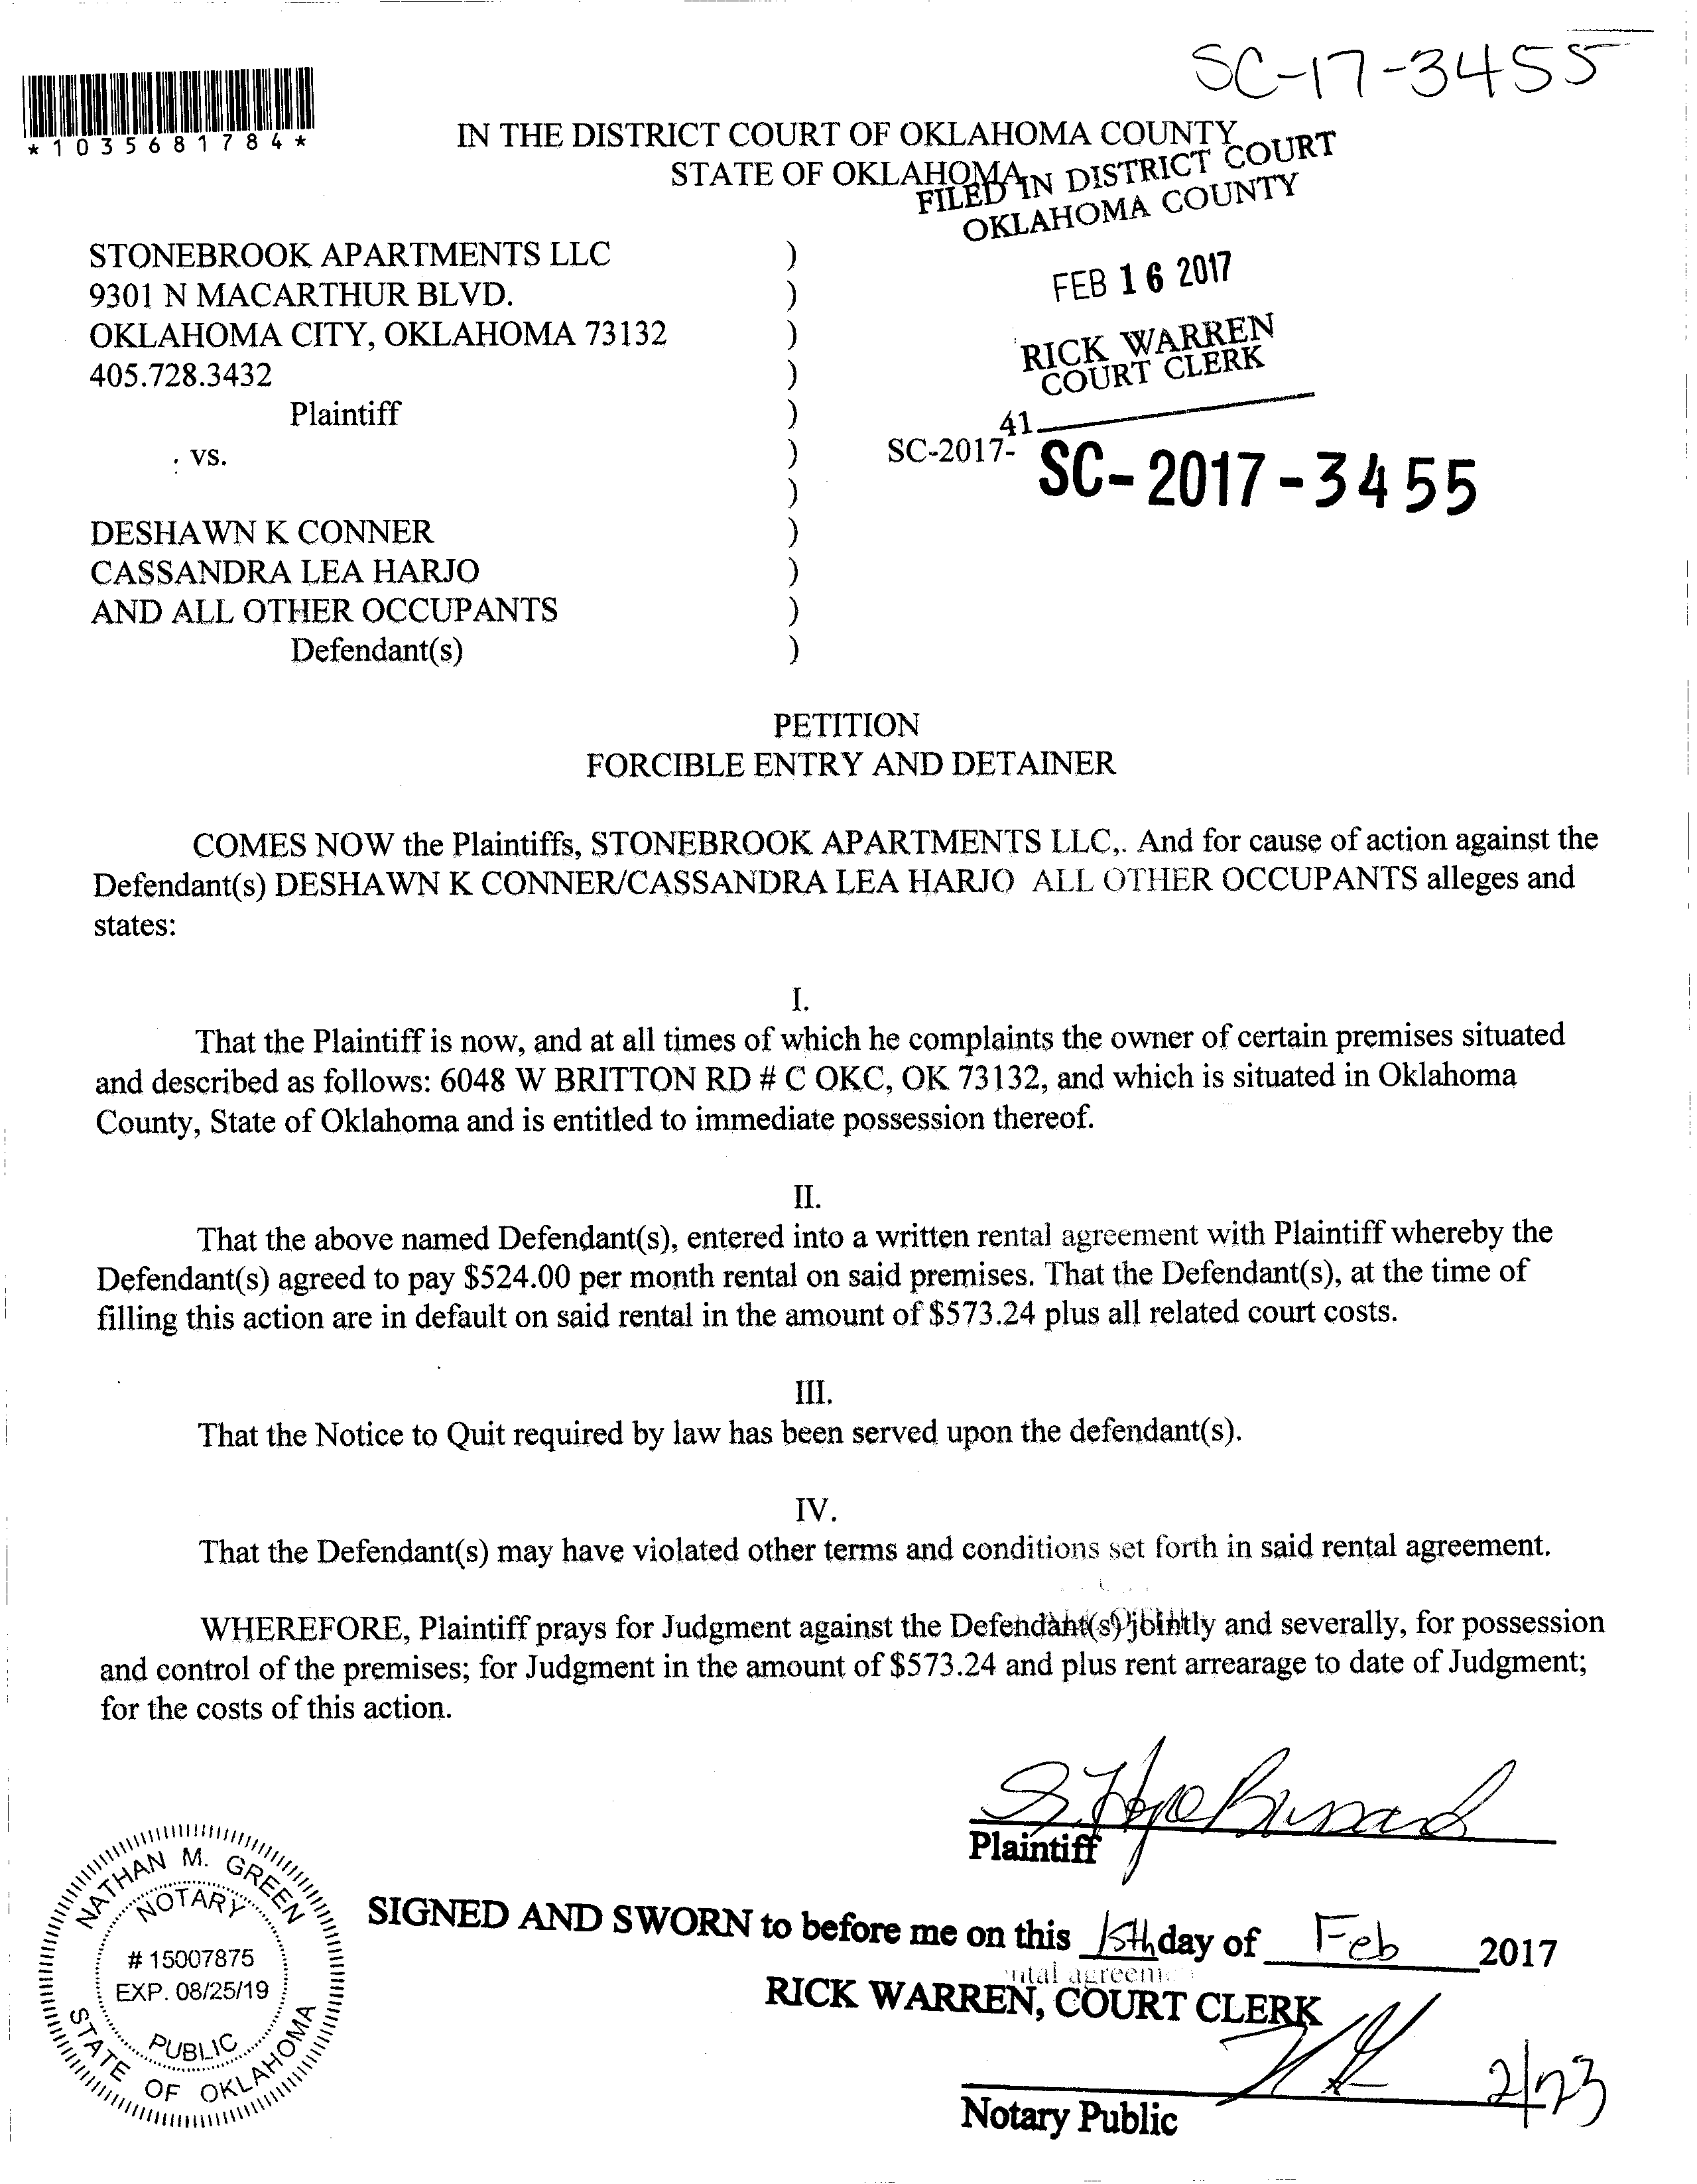 SC-17-3455
*1035681784*
IN THE DISTRICT COURT OF OKLAHOMA COUNTY
STATE OF OKLAHOMA
FILED IN DISTRICT COURT
OKLAHOMA COUNTY
FEB 16 2017
RICK WARREN
COURT CLERK
41
SC-2017-
SC-2017-3455
STONEBROOK APARTMENTS LLC )
9301 N MACARTHUR BLVD. )
OKLAHOMA CITY, OKLAHOMA 73132 )
405.728.3432 )
Plaintiff )
vs. )
)
DESHAWN K CONNER )
CASSANDRA LEA HARJO )
AND ALL OTHER OCCUPANTS )
Defendant(s) )
PETITION
FORCIBLE ENTRY AND DETAINER
COMES NOW the Plaintiffs, STONEBROOK APARTMENTS LLC,. And for cause of action against the
Defendant(s) DESHAWN K CONNER/CASSANDRA LEA HARJO ALL OTHER OCCUPANTS alleges and
states:
I.
That the Plaintiff is now, and at all times of which he complaints the owner of certain premises situated
and described as follows: 6048 W BRITTON RD # C OKC, OK 73132, and which is situated in Oklahoma
County, State of Oklahoma and is entitled to immediate possession thereof.
II.
That the above named Defendant(s), entered into a written rental agreement with Plaintiff whereby the
Defendant(s) agreed to pay $524.00 per month rental on said premises. That the Defendant(s), at the time of
filling this action are in default on said rental in the amount of $573.24 plus all related court costs.
III.
That the Notice to Quit required by law has been served upon the defendant(s).
IV.
That the Defendant(s) may have violated other terms and conditions set forth in said rental agreement.
WHEREFORE, Plaintiff prays for Judgment against the Defendant(s) jointly and severally, for possession
and control of the premises; for Judgment in the amount of $573.24 and plus rent arrearage to date of Judgment;
for the costs of this action.
Plaintiff
SIGNED AND SWORN to before me on this 15th day of Feb 2017
RICK WARREN, COURT CLERK
2/23
Notary Public
NATHAN M. GREEN
NOTARY
# 15007875
EXP. 08/25/19
PUBLIC
STATE OF OKLAHOMA